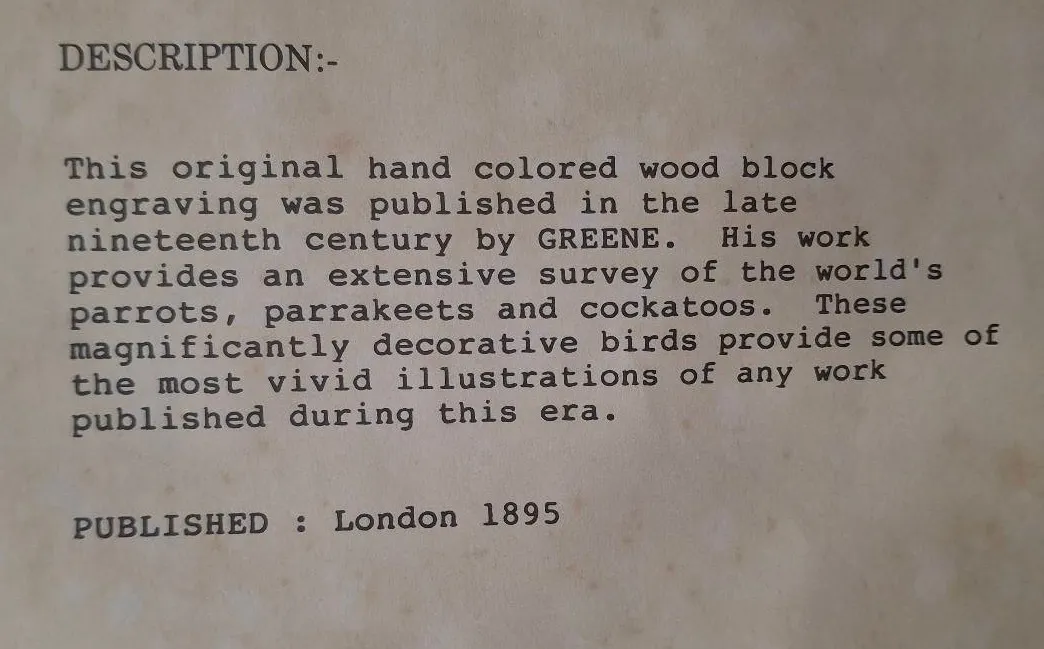 DESCRIPTION:-
This original hand colored wood block
engraving was published in the late
nineteenth century by GREENE. His work
provides an extensive survey of the world's
parrots, parrakeets and cockatoos. These
magnificantly decorative birds provide some of
the most vivid illustrations of any work
published during this era.
PUBLISHED : London 1895